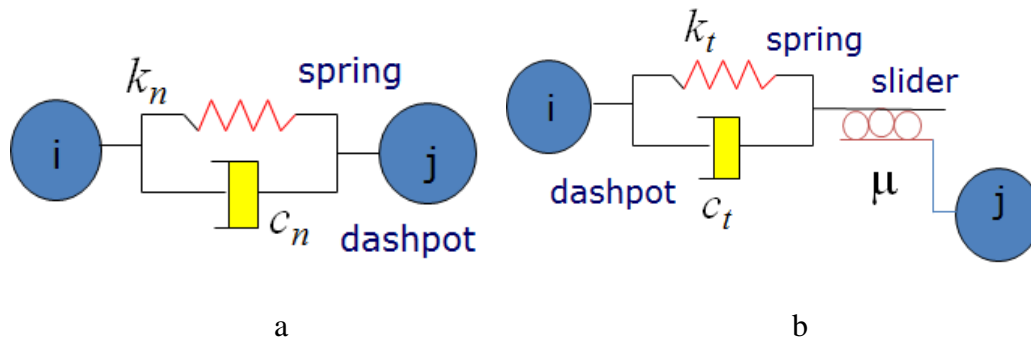 k_n
spring
i
j
c_n
dashpot
a
k_t
spring
slider
i
dashpot
c_t
μ
j
b